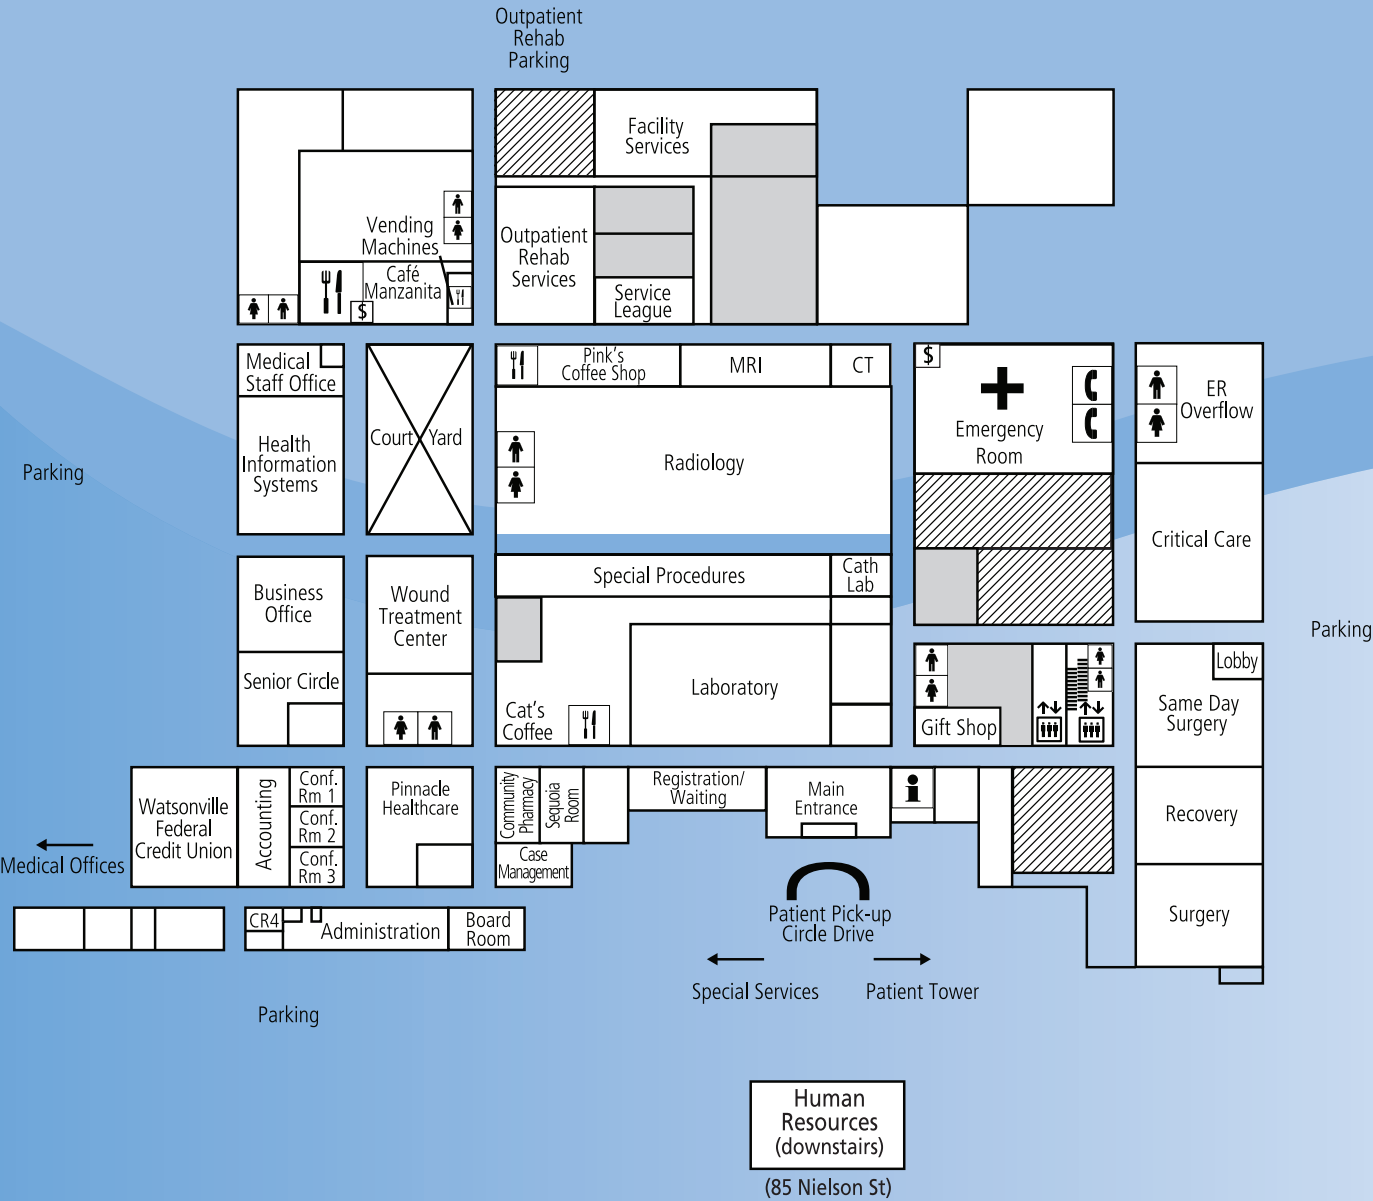 Outpatient
Rehab
Parking
Facility
Services
Vending
Machines
Outpatient
Rehab
Services
Café
Manzanita
$
Service
League
Medical
Staff Office
Court Yard
Pink's
Coffee Shop
MRI
CT
$
Emergency
Room
ER
Overflow
Health
Information
Systems
Radiology
Parking
Critical Care
Business
Office
Wound
Treatment
Center
Special Procedures
Cath
Lab
Parking
Senior Circle
Laboratory
Cat's
Coffee
Gift Shop
Lobby
Same Day
Surgery
Watsonville
Federal
Credit Union
Accounting
Conf.
Rm 1
Conf.
Rm 2
Conf.
Rm 3
Pinnacle
Healthcare
Community
Pharmacy
Sequoia
Room
Registration/
Waiting
Main
Entrance
Recovery
Case
Management
Medical Offices
CR4
Administration
Board
Room
Patient Pick-up
Circle Drive
Surgery
Special Services
Patient Tower
Parking
Human
Resources
(downstairs)
(85 Nielson St)